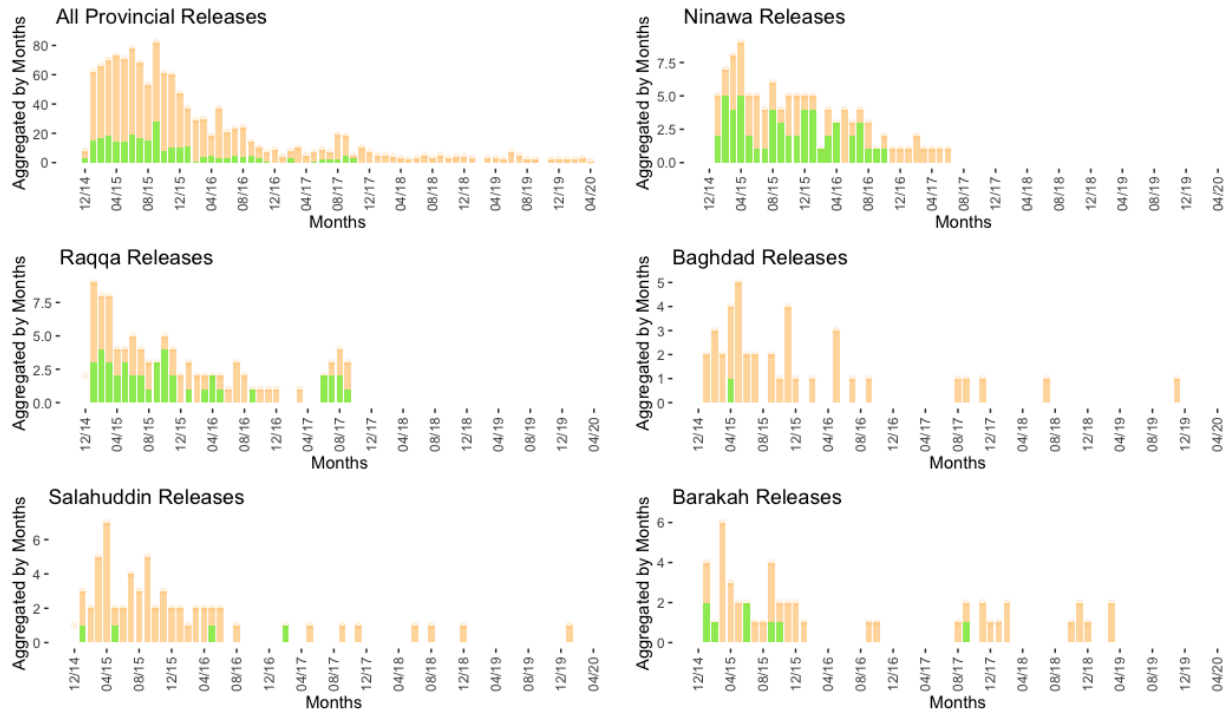 All Provincial Releases
Aggregated by Months
80
60
40
20
0
12/14 04/15 08/15 12/15 04/16 08/16 12/16 04/17 08/17 12/17 04/18 08/18 12/18 04/19 08/19 12/19 04/20
Months
Ninawa Releases
Aggregated by Months
7.5
5.0
2.5
0.0
12/14 04/15 08/15 12/15 04/16 08/16 12/16 04/17 08/17 12/17 04/18 08/18 12/18 04/19 08/19 12/19 04/20
Months
Raqqa Releases
Aggregated by Months
7.5
5.0
2.5
0.0
12/14 04/15 08/15 12/15 04/16 08/16 12/16 04/17 08/17 12/17 04/18 08/18 12/18 04/19 08/19 12/19 04/20
Months
Baghdad Releases
Aggregated by Months
5
4
3
2
1
0
12/14 04/15 08/15 12/15 04/16 08/16 12/16 04/17 08/17 12/17 04/18 08/18 12/18 04/19 08/19 12/19 04/20
Months
Salahuddin Releases
Aggregated by Months
6
4
2
0
12/14 04/15 08/15 12/15 04/16 08/16 12/16 04/17 08/17 12/17 04/18 08/18 12/18 04/19 08/19 12/19 04/20
Months
Barakah Releases
Aggregated by Months
6
4
2
0
12/14 04/15 08/15 12/15 04/16 08/16 12/16 04/17 08/17 12/17 04/18 08/18 12/18 04/19 08/19 12/19 04/20
Months